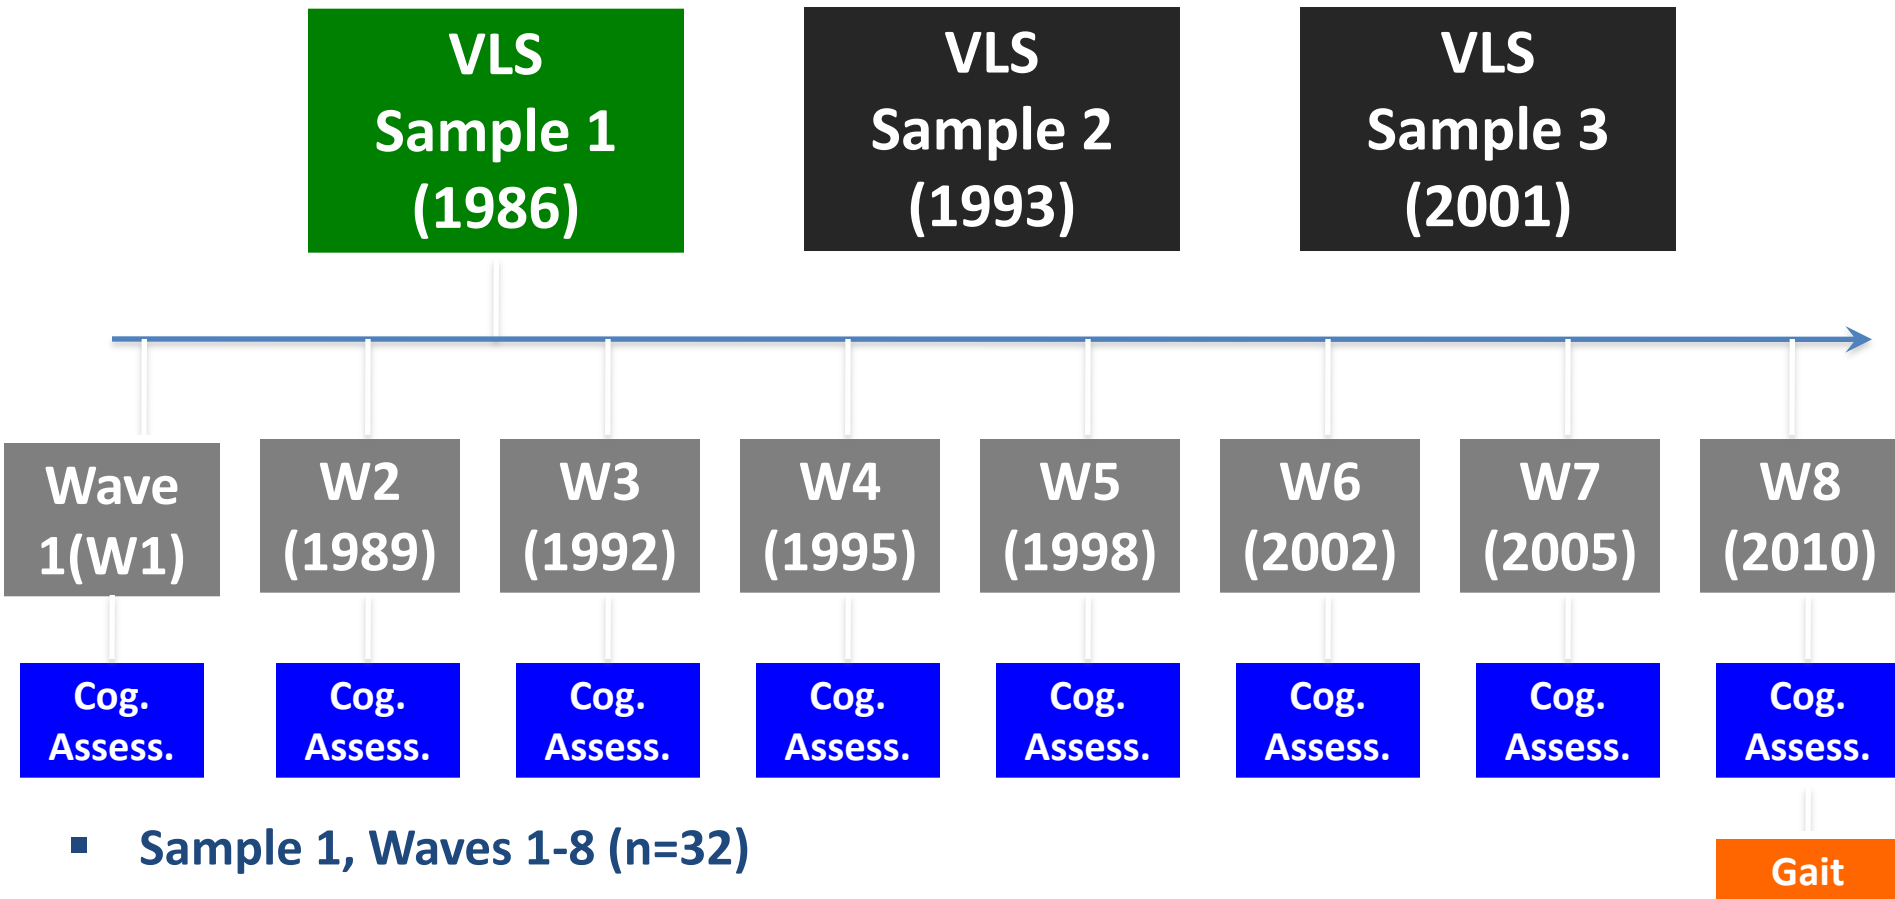 VLS
Sample 1
(1986)
VLS
Sample 2
(1993)
VLS
Sample 3
(2001)
Wave
1(W1)
W2
(1989)
W3
(1992)
W4
(1995)
W5
(1998)
W6
(2002)
W7
(2005)
W8
(2010)
Cog.
Assess.
Cog.
Assess.
Cog.
Assess.
Cog.
Assess.
Cog.
Assess.
Cog.
Assess.
Cog.
Assess.
Cog.
Assess.
▪ Sample 1, Waves 1-8 (n=32)
Gait